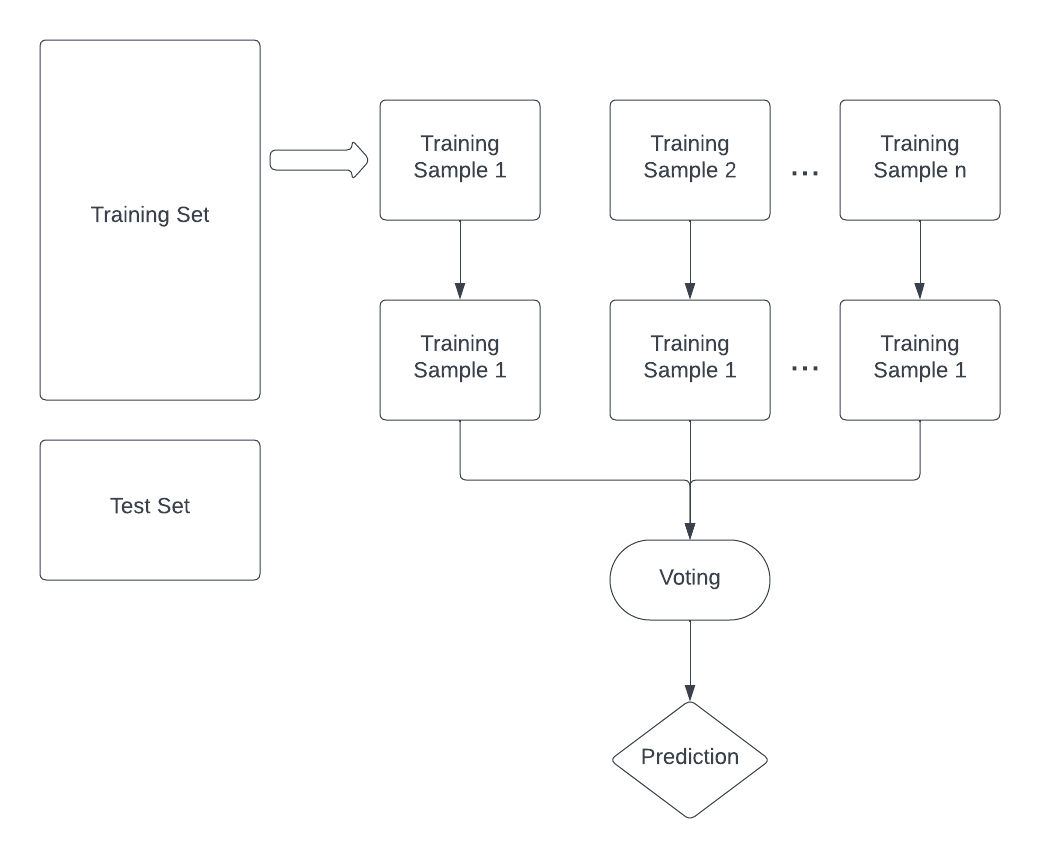 Training Set
Training
Sample 1
Training
Sample 2
...
Training
Sample n
Training
Sample 1
Training
Sample 1
...
Training
Sample 1
Test Set
Voting
Prediction